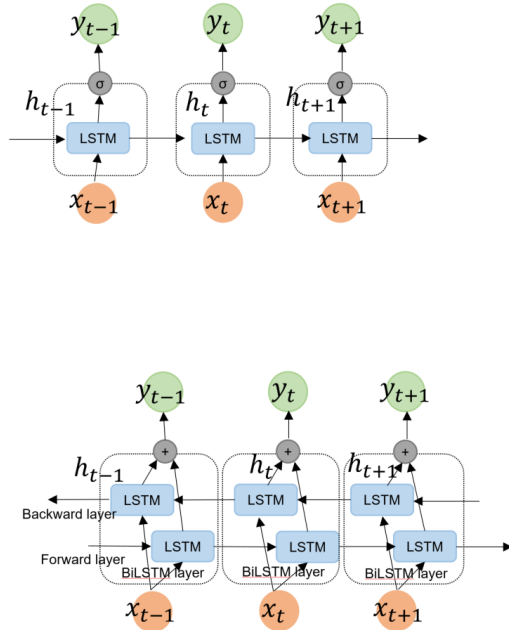 y_{t-1} y_t y_{t+1}
σ σ σ
h_{t-1} h_t h_{t+1}
LSTM LSTM LSTM
x_{t-1} x_t x_{t+1}
y_{t-1} y_t y_{t+1}
+ + +
h_{t-1} h_t h_{t+1}
LSTM LSTM LSTM
Backward layer
LSTM LSTM LSTM
Forward layer
BiLSTM layer BiLSTM layer BiLSTM layer
x_{t-1} x_t x_{t+1}